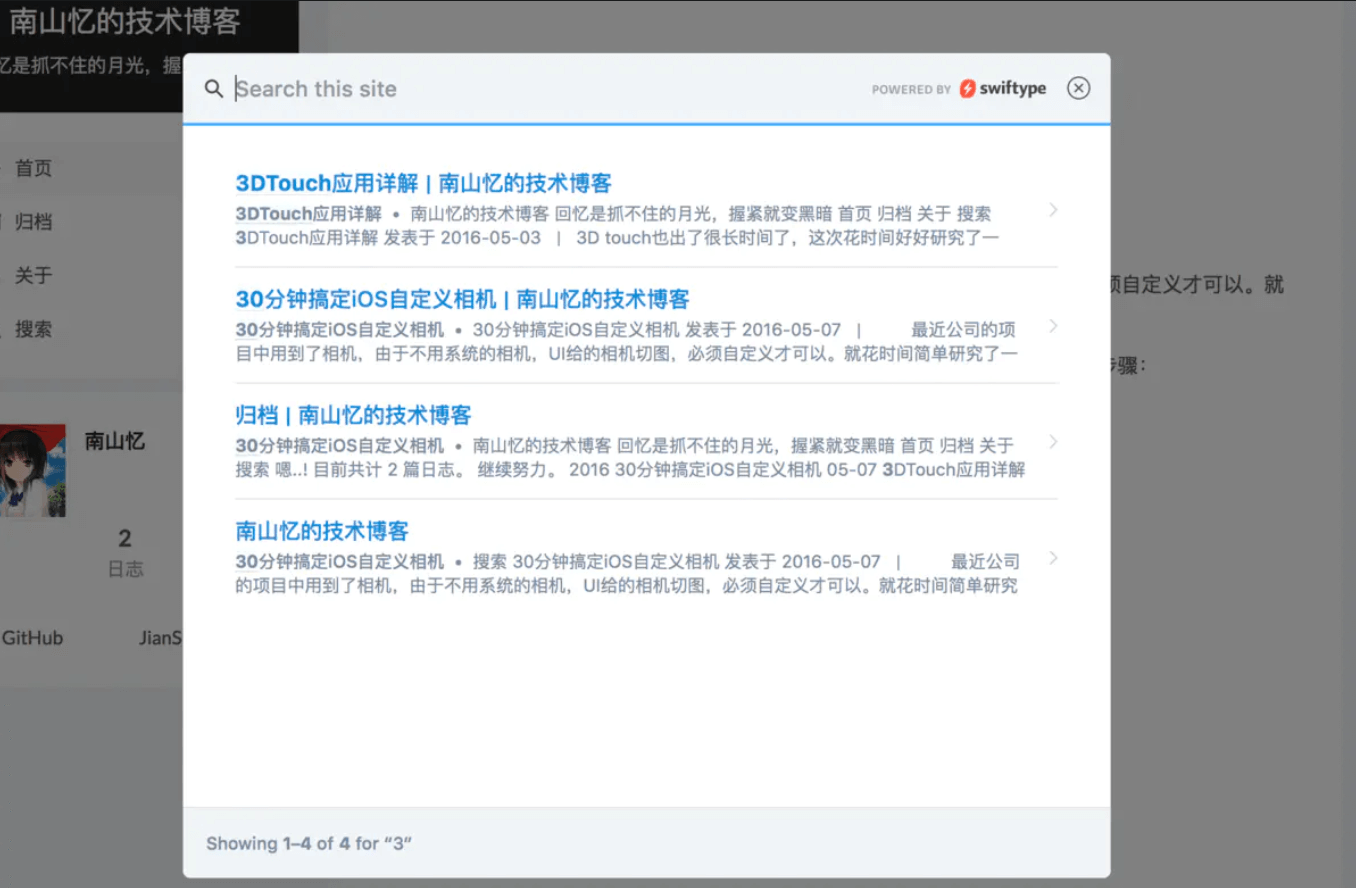 南山忆的技术博客
忆是抓不住的月光，握
Search this site
POWERED BY swiftype
首页
归档
关于
搜索
3DTouch应用详解 | 南山忆的技术博客
3DTouch应用详解 • 南山忆的技术博客 回忆是抓不住的月光，握紧就变黑暗 首页 归档 关于 搜索
3DTouch应用详解 发表于 2016-05-03 | 3D touch也出了很长时间了，这次花时间好好研究了一
30分钟搞定iOS自定义相机 | 南山忆的技术博客
30分钟搞定iOS自定义相机 • 30分钟搞定iOS自定义相机 发表于 2016-05-07 | 最近公司的项
目中用到了相机，由于不用系统的相机，UI给的相机切图，必须自定义才可以。就花时间简单研究了一
须自定义才可以。就
步骤：
归档 | 南山忆的技术博客
30分钟搞定iOS自定义相机 • 南山忆的技术博客 回忆是抓不住的月光，握紧就变黑暗 首页 归档 关于
搜索 嗯..! 目前共计 2 篇日志。 继续努力。 2016 30分钟搞定iOS自定义相机 05-07 3DTouch应用详解
南山忆的技术博客
30分钟搞定iOS自定义相机 • 搜索 30分钟搞定iOS自定义相机 发表于 2016-05-07 | 最近公司
的项目中用到了相机，由于不用系统的相机，UI给的相机切图，必须自定义才可以。就花时间简单研究
南山忆
2
日志
GitHub
JianS
Showing 1–4 of 4 for “3”